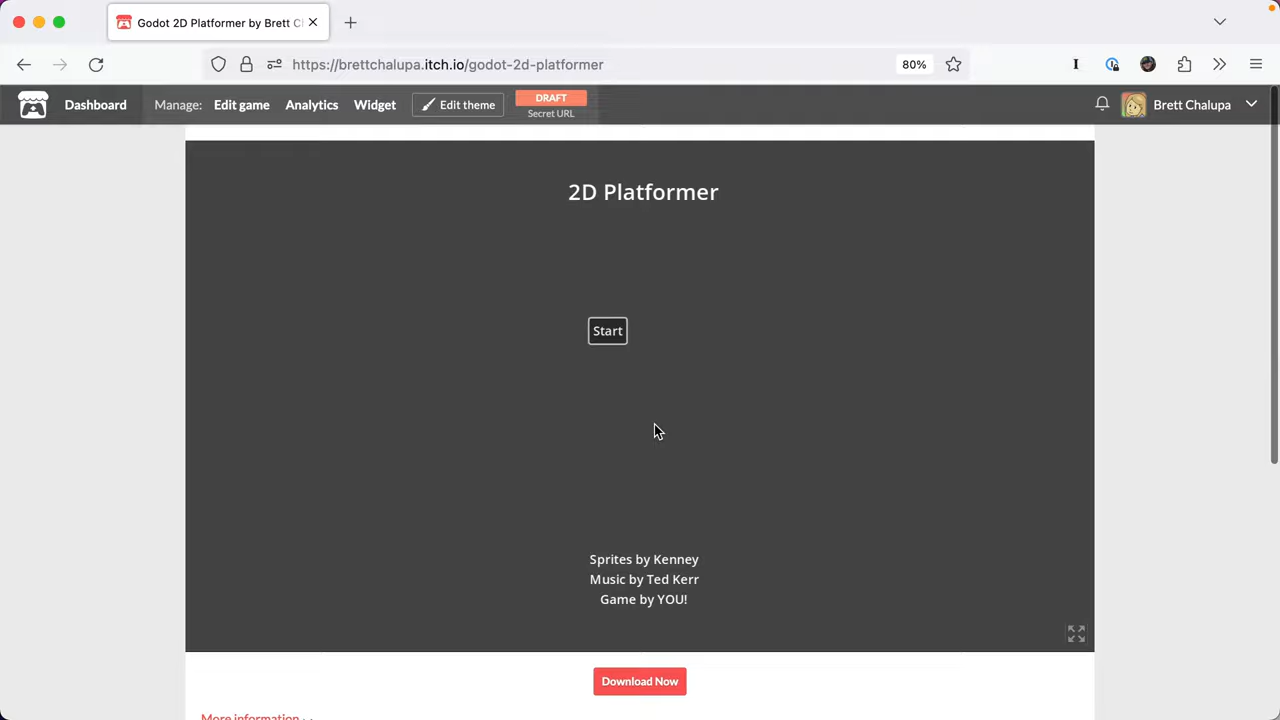 Godot 2D Platformer by Brett C
https://brettchalupa.itch.io/godot-2d-platformer
80%
Dashboard
Manage:
Edit game
Analytics
Widget
Edit theme
DRAFT
Secret URL
Brett Chalupa
2D Platformer
Start
Sprites by Kenney
Music by Ted Kerr
Game by YOU!
Download Now
More information